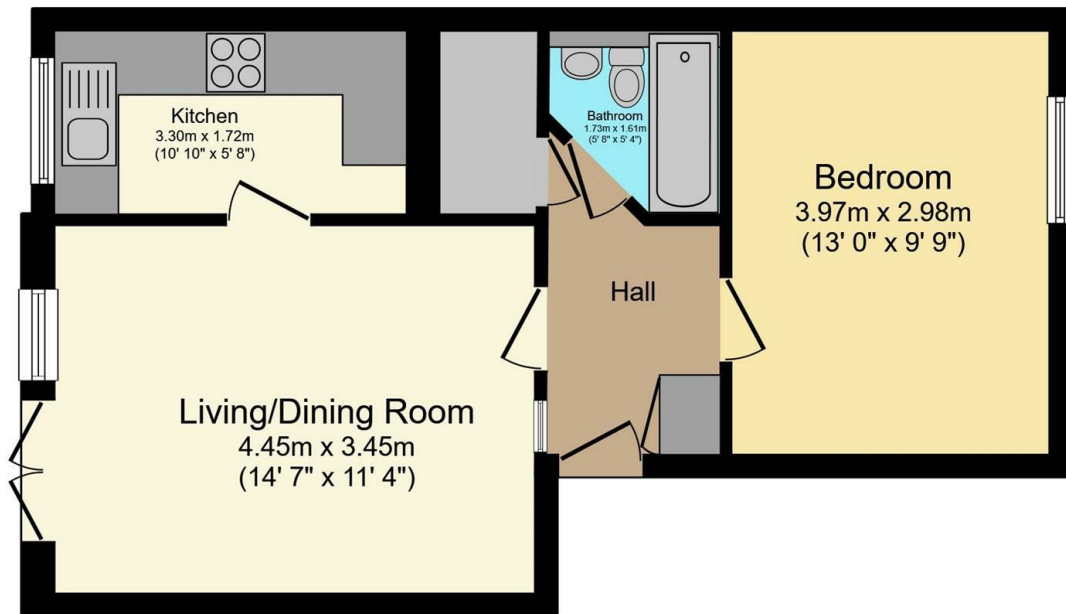 Kitchen
3.30m x 1.72m
(10' 10" x 5' 8")
Bathroom
1.73m x 1.61m
(5' 8" x 5' 4")
Bedroom
3.97m x 2.98m
(13' 0" x 9' 9")
Hall
Living/Dining Room
4.45m x 3.45m
(14' 7" x 11' 4")